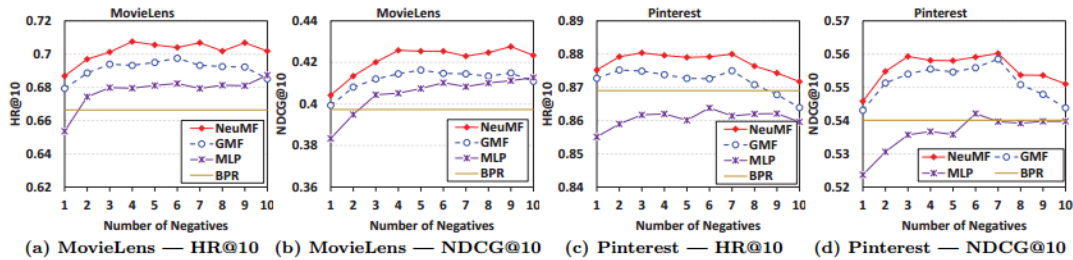 MovieLens
0.72
0.7
0.68
0.66
0.64
0.62
HR@10
NeuMF
GMF
MLP
BPR
1 2 3 4 5 6 7 8 9 10
Number of Negatives
(a) MovieLens — HR@10
MovieLens
0.44
0.42
0.4
0.38
0.36
NDCG@10
NeuMF
GMF
MLP
BPR
1 2 3 4 5 6 7 8 9 10
Number of Negatives
(b) MovieLens — NDCG@10
Pinterest
0.89
0.88
0.87
0.86
0.85
0.84
HR@10
NeuMF
GMF
MLP
BPR
1 2 3 4 5 6 7 8 9 10
Number of Negatives
(c) Pinterest — HR@10
Pinterest
0.57
0.56
0.55
0.54
0.53
0.52
NDCG@10
NeuMF GMF
MLP BPR
1 2 3 4 5 6 7 8 9 10
Number of Negatives
(d) Pinterest — NDCG@10